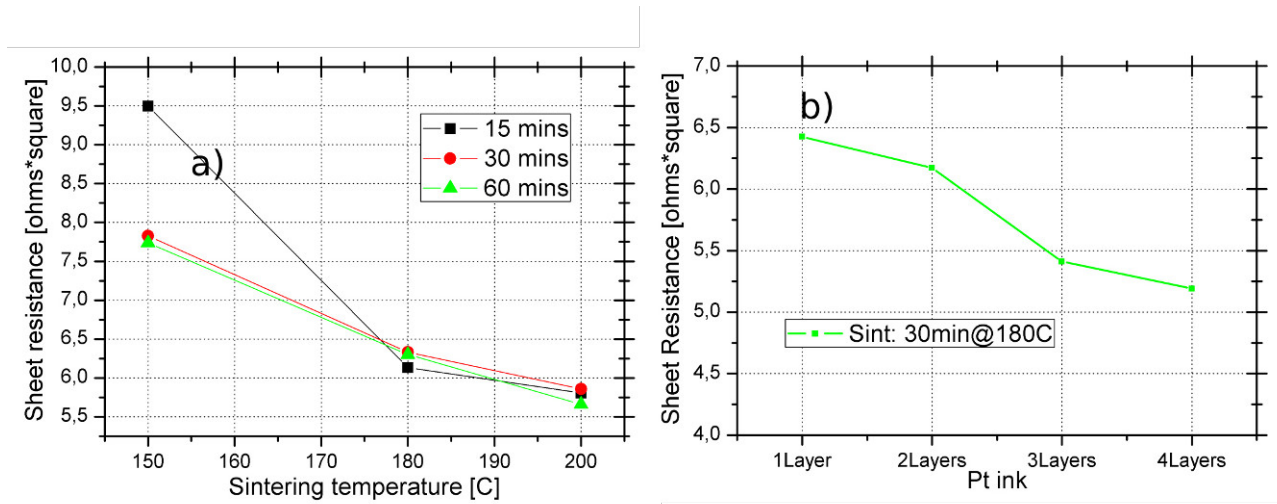 10,0
9,5
9,0
8,5
8,0
7,5
7,0
6,5
6,0
5,5
150 160 170 180 190 200
Sheet resistance [ohms*square]
Sintering temperature [C]
a)
15 mins
30 mins
60 mins
7,0
6,5
6,0
5,5
5,0
4,5
4,0
1Layer 2Layers 3Layers 4Layers
Sheet Resistance [ohms*square]
Pt ink
b)
Sint: 30min@180C